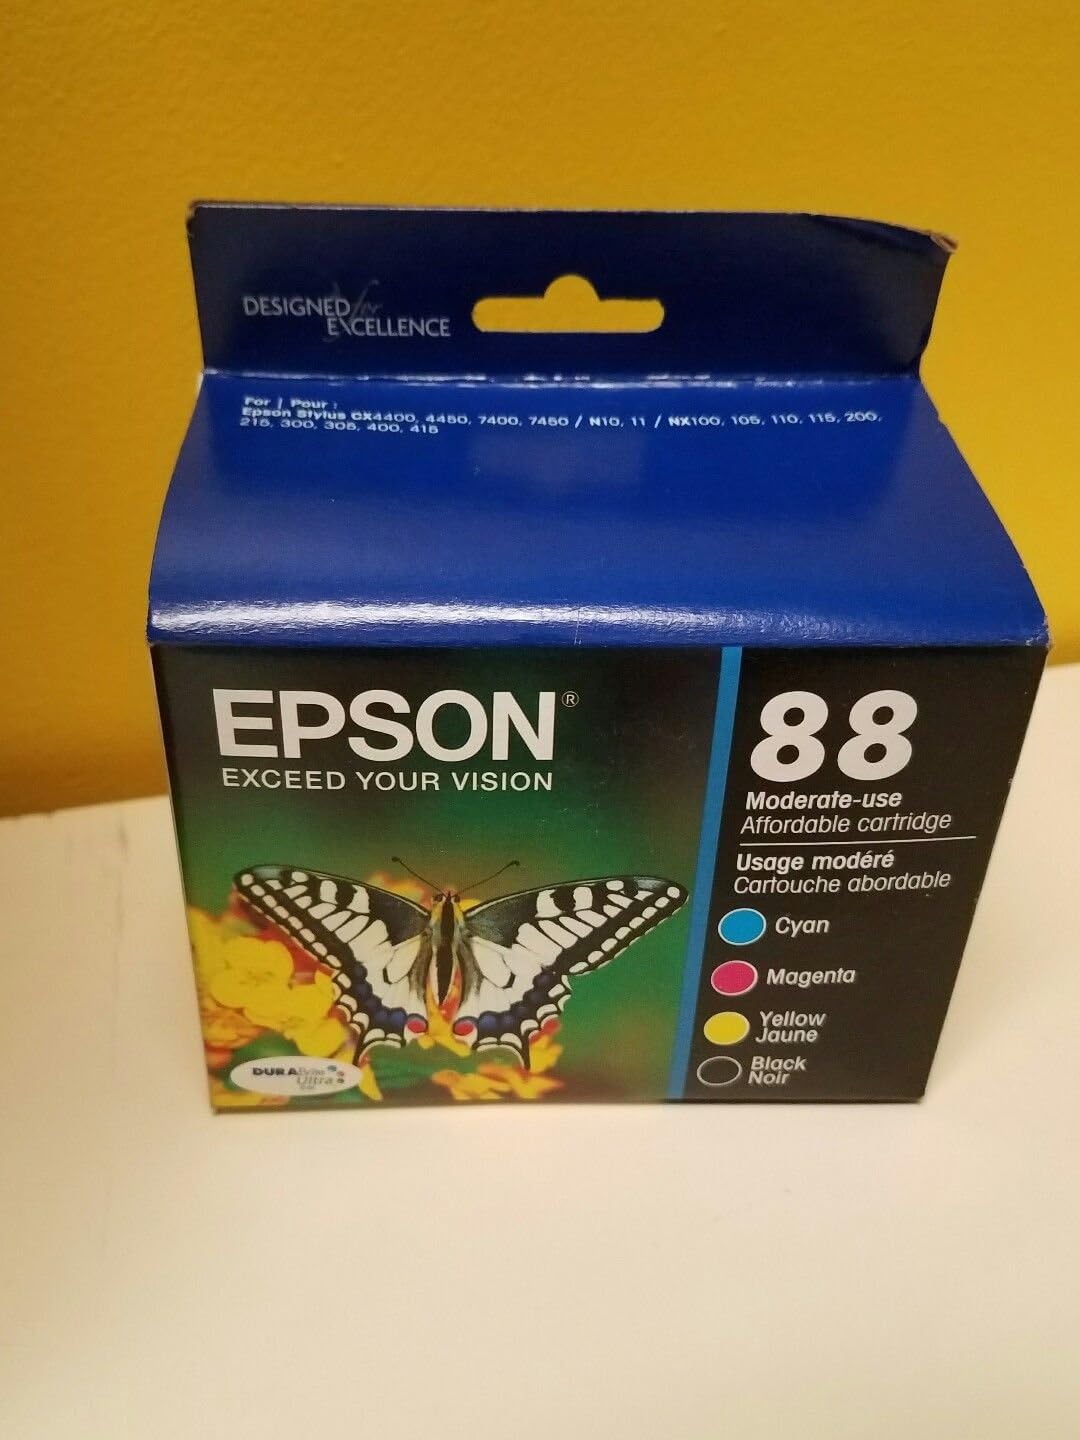 DESIGNED for
EXCELLENCE
For / Pour :
Epson Stylus CX4400, 4450, 7400, 7450 / N10, 11 / NX100, 105, 110, 115, 200,
215, 300, 305, 400, 415
EPSON®
EXCEED YOUR VISION
88
Moderate-use
Affordable cartridge
Usage modéré
Cartouche abordable
Cyan
Magenta
Yellow
Jaune
Black
Noir
DURABrite
Ultra